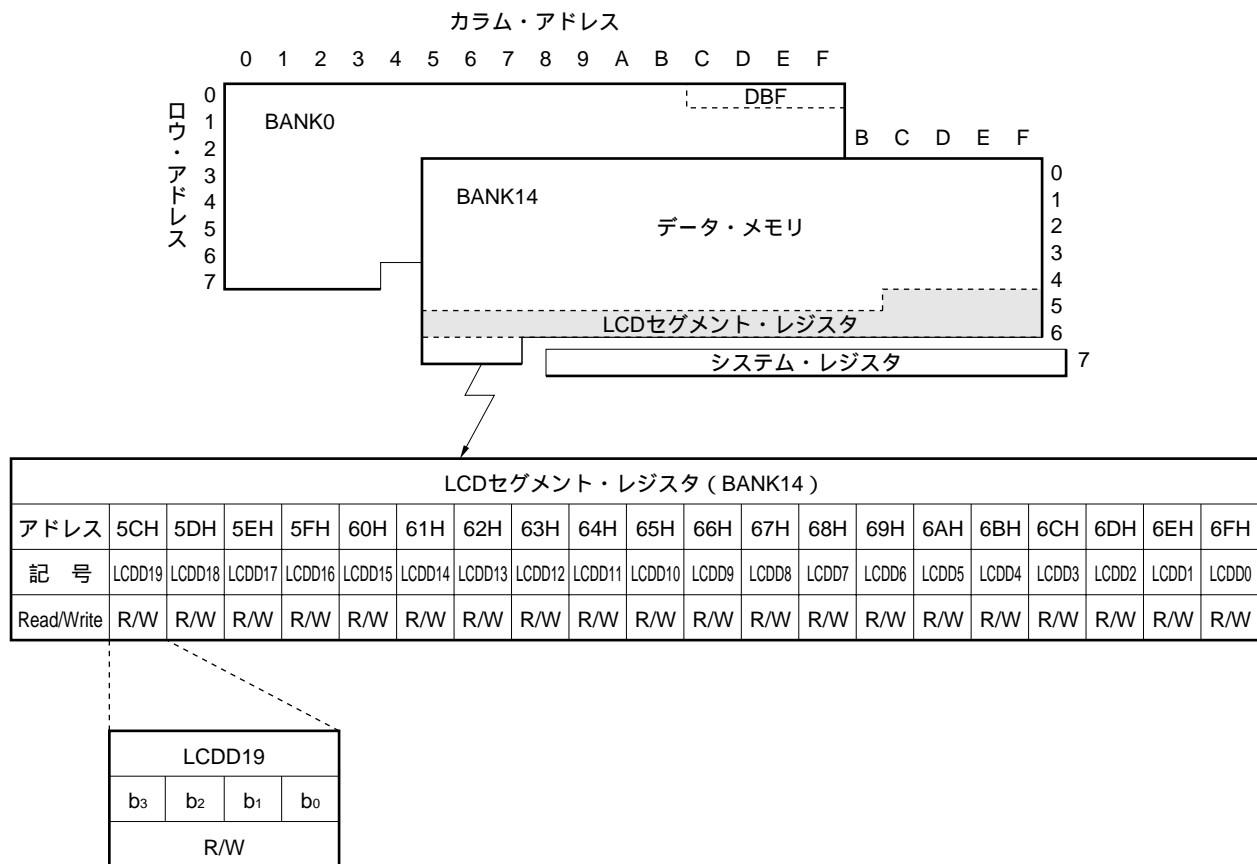 カラム・アドレス
0 1 2 3 4 5 6 7 8 9 A B C D E F
ロウ・アドレス
0
1
2
3
4
5
6
7
DBF
BANK0
B C D E F
BANK14
データ・メモリ
0
1
2
3
4
5
6
LCDセグメント・レジスタ
システム・レジスタ 7
LCDセグメント・レジスタ（BANK14）
アドレス 5CH 5DH 5EH 5FH 60H 61H 62H 63H 64H 65H 66H 67H 68H 69H 6AH 6BH 6CH 6DH 6EH 6FH
記 号 LCDD19 LCDD18 LCDD17 LCDD16 LCDD15 LCDD14 LCDD13 LCDD12 LCDD11 LCDD10 LCDD9 LCDD8 LCDD7 LCDD6 LCDD5 LCDD4 LCDD3 LCDD2 LCDD1 LCDD0
Read/Write R/W R/W R/W R/W R/W R/W R/W R/W R/W R/W R/W R/W R/W R/W R/W R/W R/W R/W R/W R/W
LCDD19
b3 b2 b1 b0
R/W